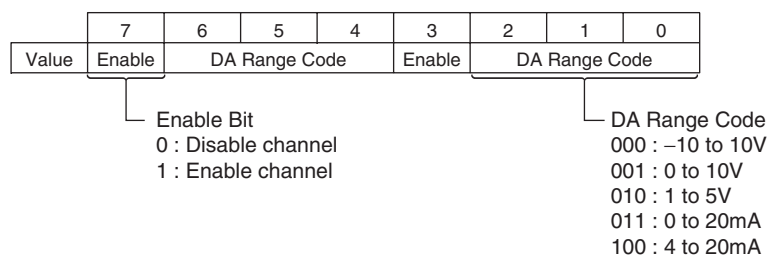 7 6 5 4 3 2 1 0
Value Enable DA Range Code Enable DA Range Code
Enable Bit
0 : Disable channel
1 : Enable channel
DA Range Code
000 : −10 to 10V
001 : 0 to 10V
010 : 1 to 5V
011 : 0 to 20mA
100 : 4 to 20mA